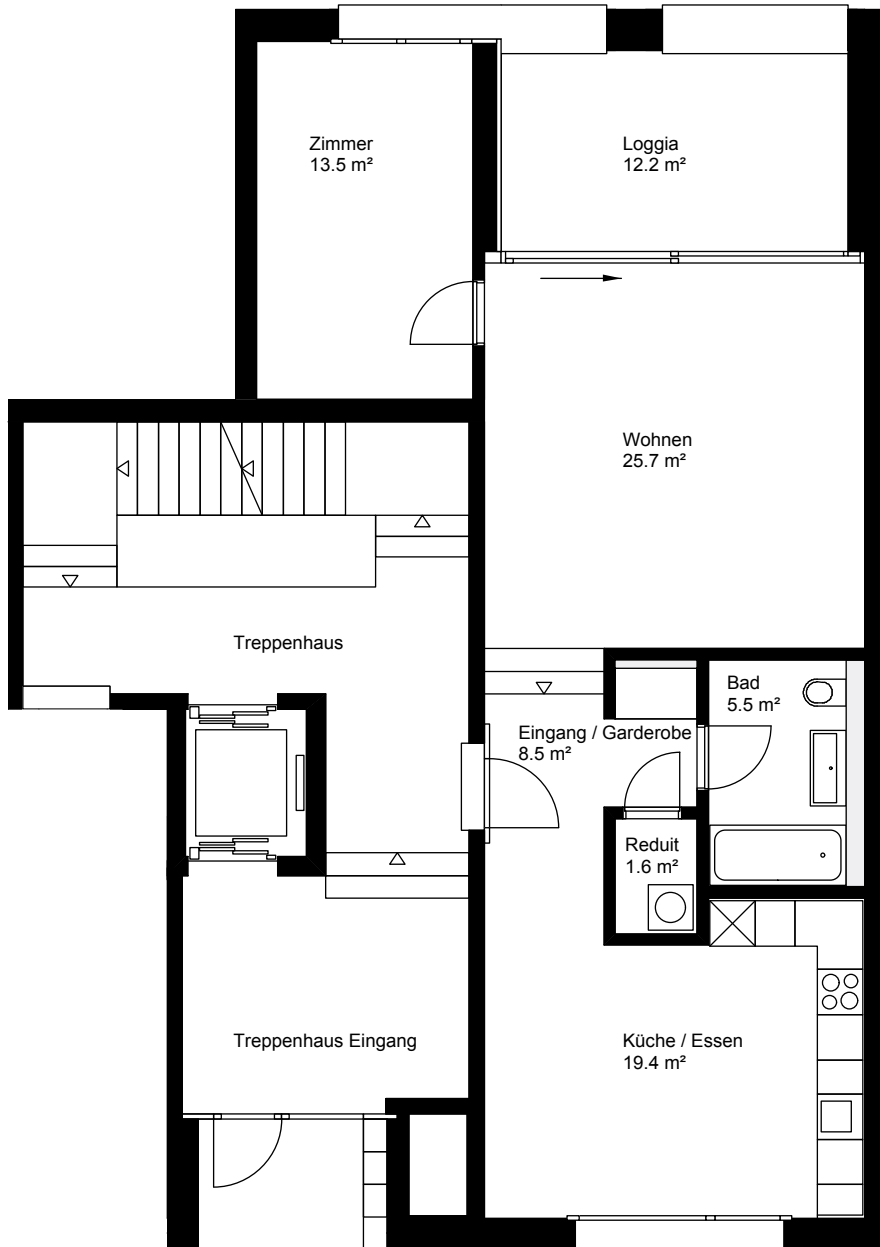 Zimmer
13.5 m²
Loggia
12.2 m²
Wohnen
25.7 m²
Treppenhaus
Bad
5.5 m²
Eingang / Garderobe
8.5 m²
Reduit
1.6 m²
Treppenhaus Eingang
Küche / Essen
19.4 m²